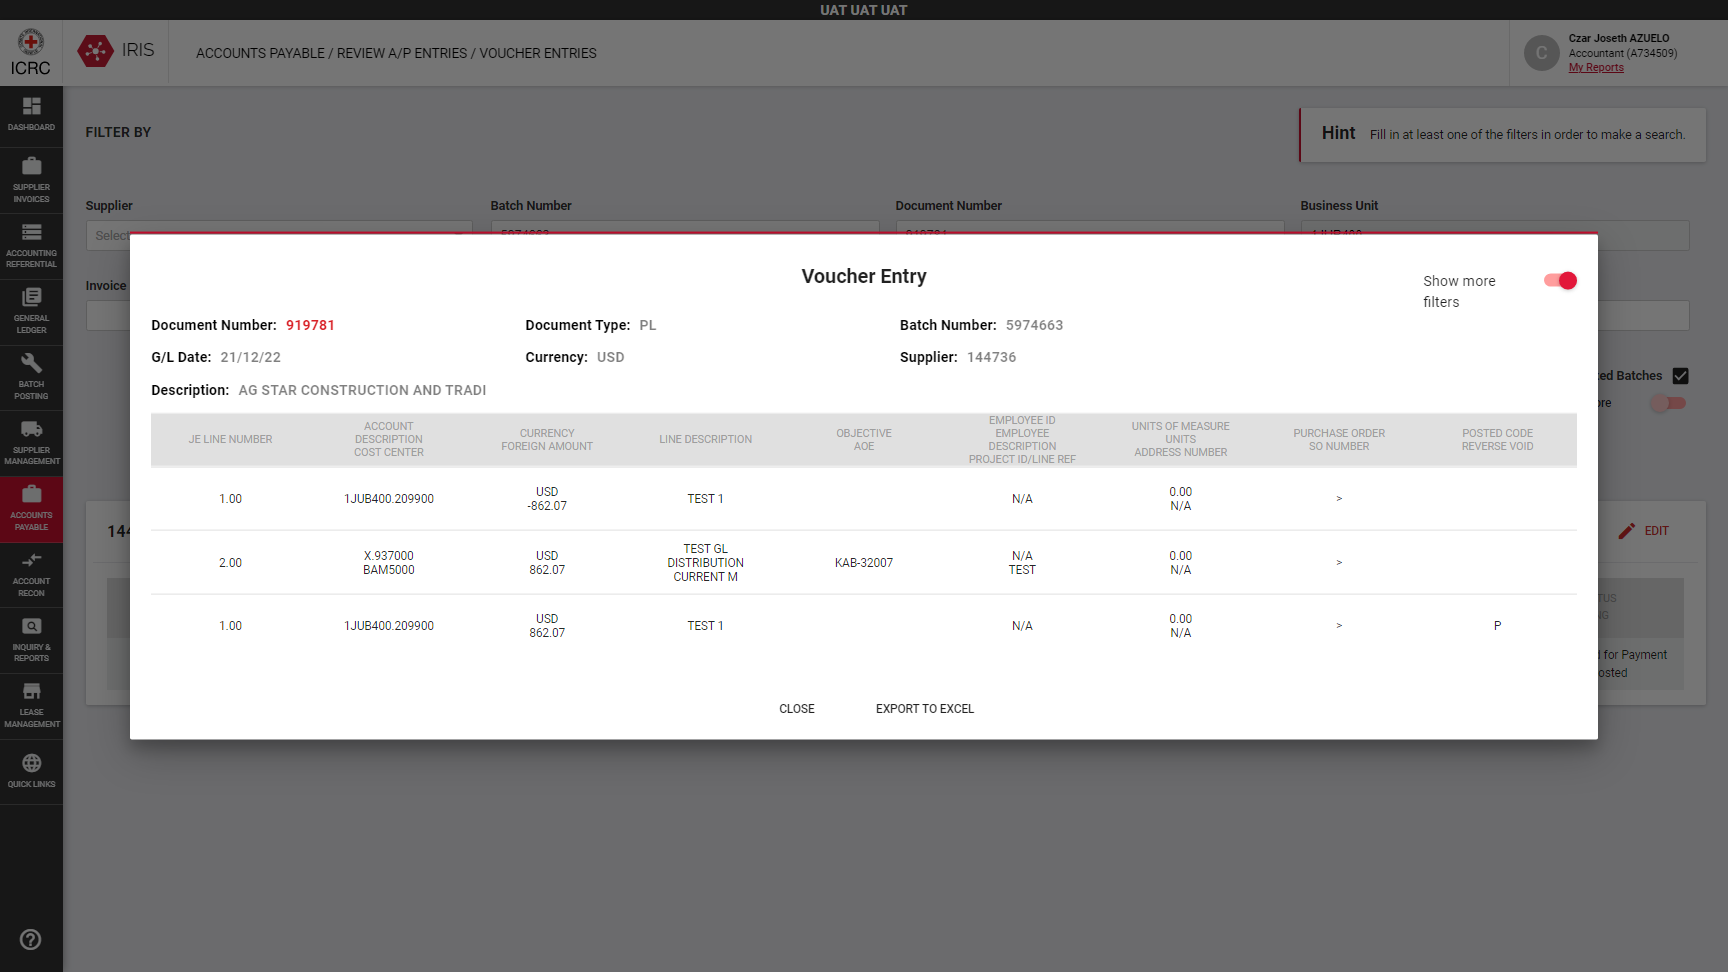 UAT UAT UAT
ICRC
IRIS
ACCOUNTS PAYABLE / REVIEW A/P ENTRIES / VOUCHER ENTRIES
C
Czar Joseth AZUELO
Accountant (A734509)
My Reports
DASHBOARD
SUPPLIER
INVOICES
ACCOUNTING
REFERENTIAL
GENERAL
LEDGER
BATCH
POSTING
SUPPLIER
MANAGEMENT
ACCOUNTS
PAYABLE
ACCOUNT
RECON
INQUIRY &
REPORTS
LEASE
MANAGEMENT
QUICK LINKS
FILTER BY
Hint Fill in at least one of the filters in order to make a search.
Supplier Batch Number Document Number Business Unit
Select 5974663 919781 1JUB400
Invoice
ed Batches
ore
144
EDIT
TUS
NG
d for Payment
osted
Voucher Entry
Show more
filters
Document Number: 919781 Document Type: PL Batch Number: 5974663
G/L Date: 21/12/22 Currency: USD Supplier: 144736
Description: AG STAR CONSTRUCTION AND TRADI
JE LINE NUMBER
ACCOUNT
DESCRIPTION
COST CENTER
CURRENCY
FOREIGN AMOUNT
LINE DESCRIPTION
OBJECTIVE
AOE
EMPLOYEE ID
EMPLOYEE
DESCRIPTION
PROJECT ID/LINE REF
UNITS OF MEASURE
UNITS
ADDRESS NUMBER
PURCHASE ORDER
SO NUMBER
POSTED CODE
REVERSE VOID
1.00
1JUB400.209900
USD
-862.07
TEST 1
N/A
0.00
N/A
>
2.00
X.937000
BAM5000
USD
862.07
TEST GL
DISTRIBUTION
CURRENT M
KAB-32007
N/A
TEST
0.00
N/A
>
1.00
1JUB400.209900
USD
862.07
TEST 1
N/A
0.00
N/A
>
P
CLOSE EXPORT TO EXCEL